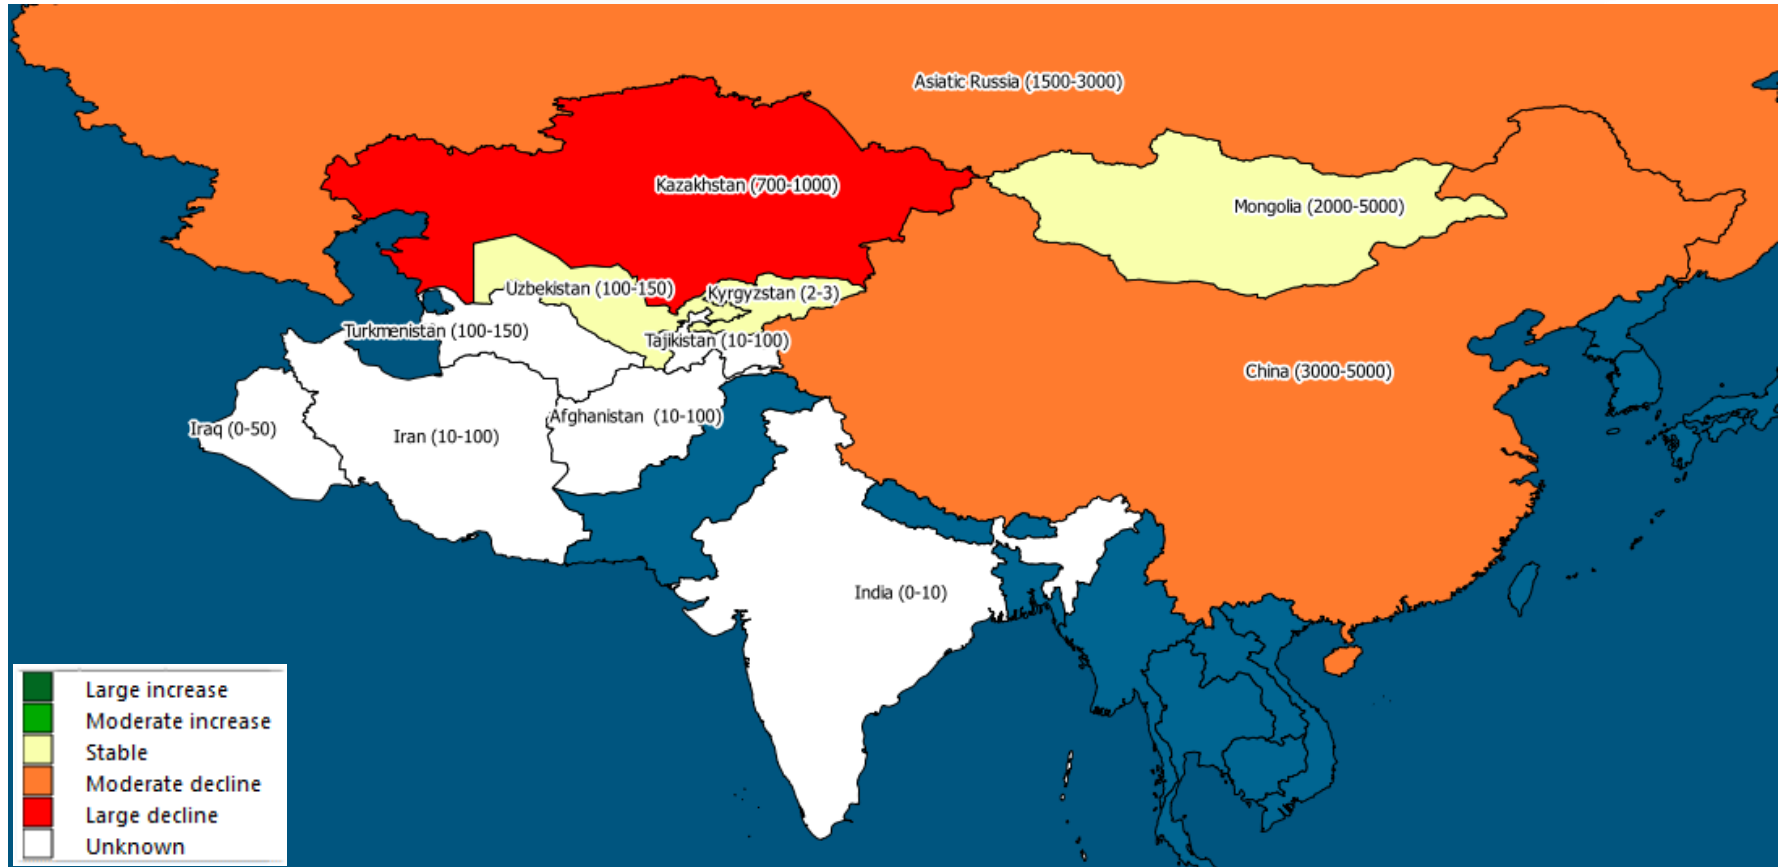 Asiatic Russia (1500-3000)
Kazakhstan (700-1000)
Mongolia (2000-5000)
Uzbekistan (100-150)
Kyrgyzstan (2-3)
Turkmenistan (100-150)
Tajikistan (10-100)
China (3000-5000)
Afghanistan (10-100)
Iraq (0-50)
Iran (10-100)
India (0-10)
Large increase
Moderate increase
Stable
Moderate decline
Large decline
Unknown